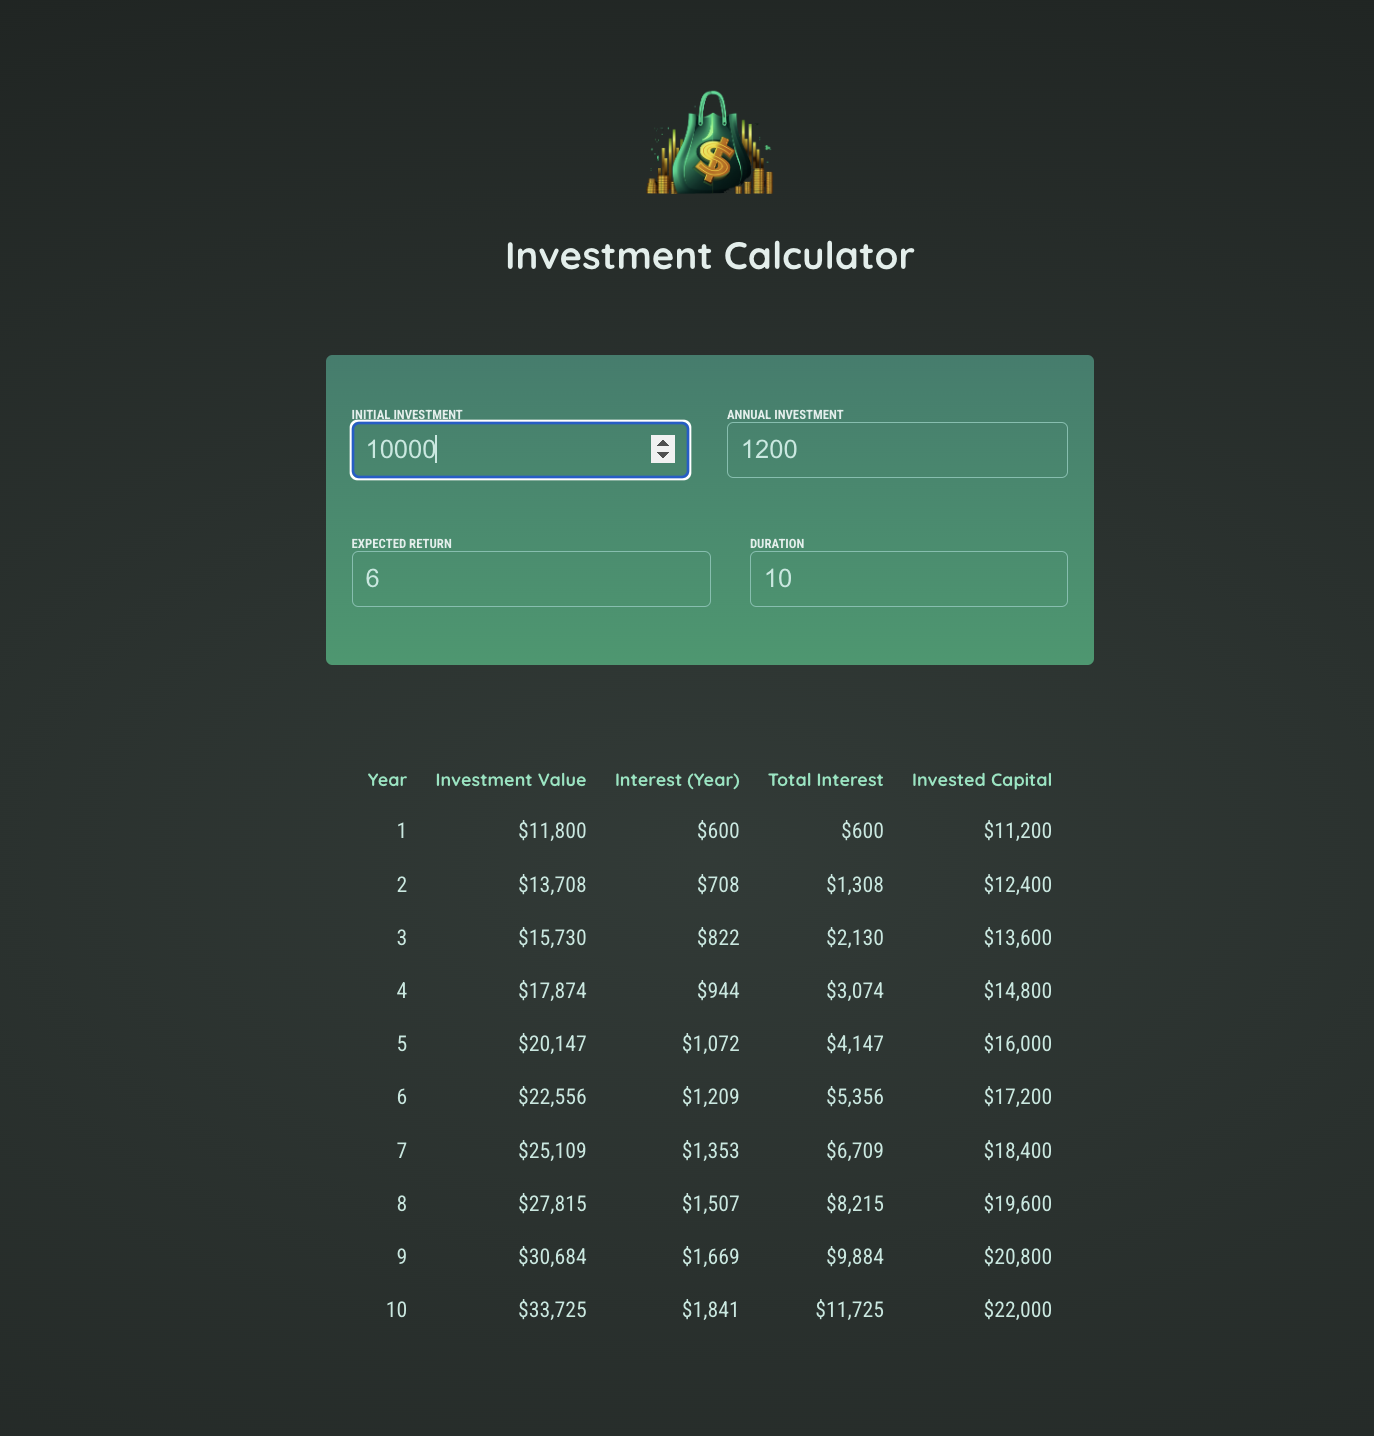 $
Investment Calculator
INITIAL INVESTMENT ANNUAL INVESTMENT
10000 1200
EXPECTED RETURN DURATION
6 10
Year Investment Value Interest (Year) Total Interest Invested Capital
1 $11,800 $600 $600 $11,200
2 $13,708 $708 $1,308 $12,400
3 $15,730 $822 $2,130 $13,600
4 $17,874 $944 $3,074 $14,800
5 $20,147 $1,072 $4,147 $16,000
6 $22,556 $1,209 $5,356 $17,200
7 $25,109 $1,353 $6,709 $18,400
8 $27,815 $1,507 $8,215 $19,600
9 $30,684 $1,669 $9,884 $20,800
10 $33,725 $1,841 $11,725 $22,000